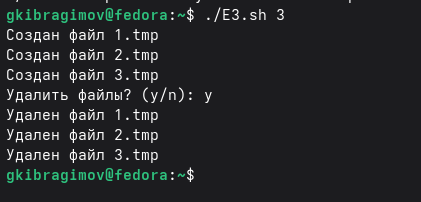 gkibragimov@fedora:~$ ./E3.sh 3
Создан файл 1.tmp
Создан файл 2.tmp
Создан файл 3.tmp
Удалить файлы? (y/n): y
Удален файл 1.tmp
Удален файл 2.tmp
Удален файл 3.tmp
gkibragimov@fedora:~$